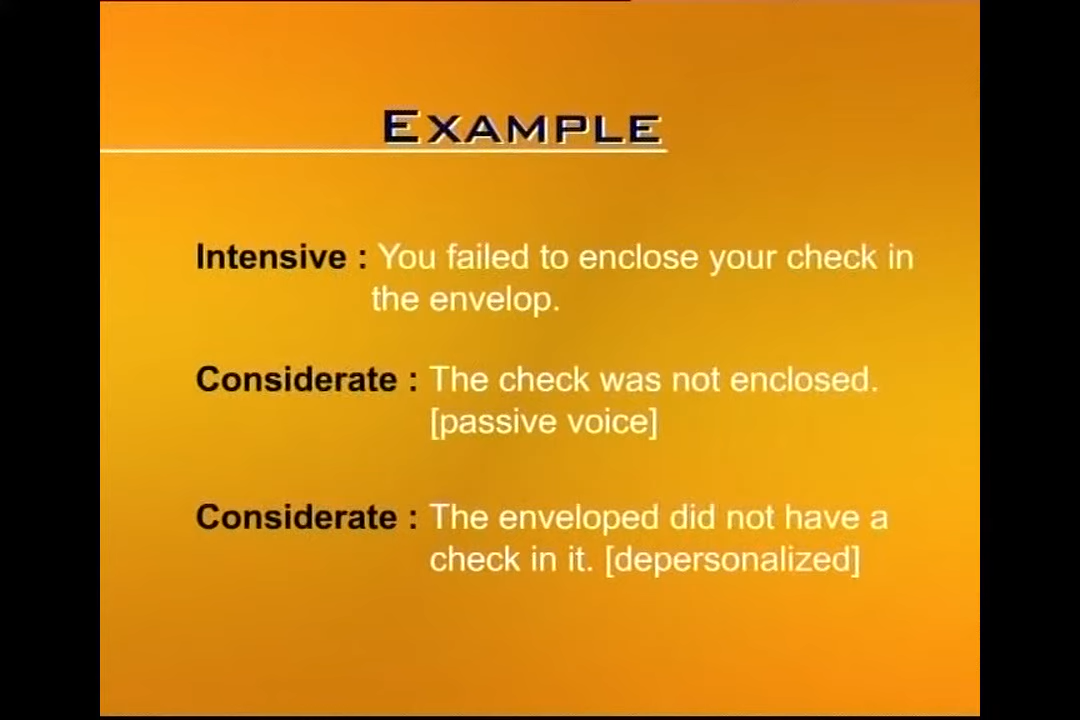 EXAMPLE
Intensive : You failed to enclose your check in
the envelop.
Considerate : The check was not enclosed.
[passive voice]
Considerate : The enveloped did not have a
check in it. [depersonalized]